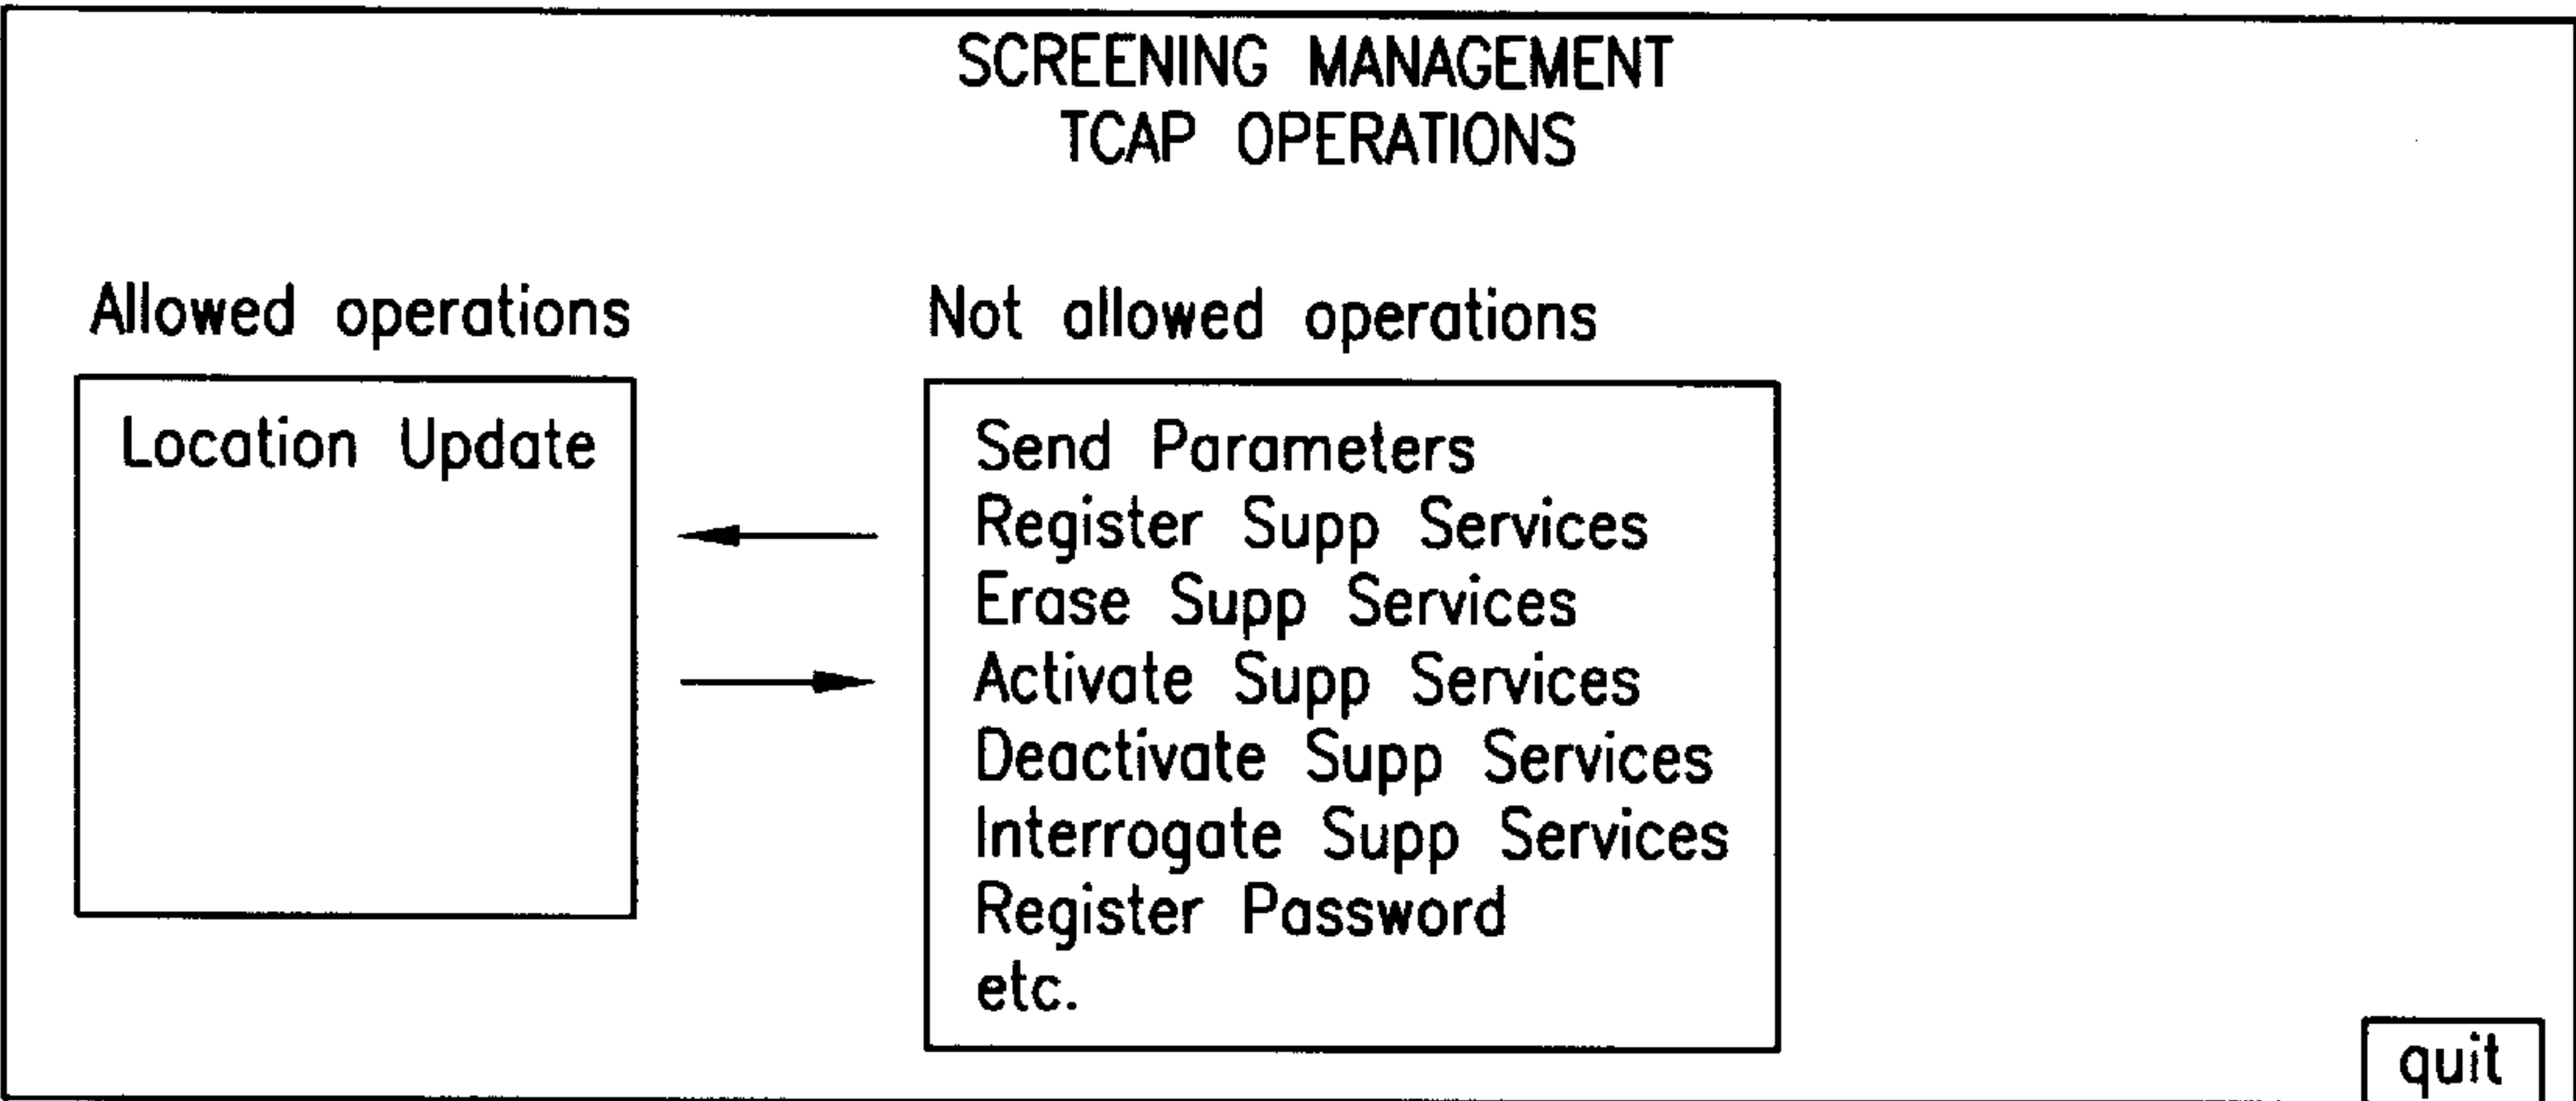 SCREENING MANAGEMENT
TCAP OPERATIONS
Allowed operations
Not allowed operations
Location Update
Send Parameters
Register Supp Services
Erase Supp Services
Activate Supp Services
Deactivate Supp Services
Interrogate Supp Services
Register Password
etc.
quit